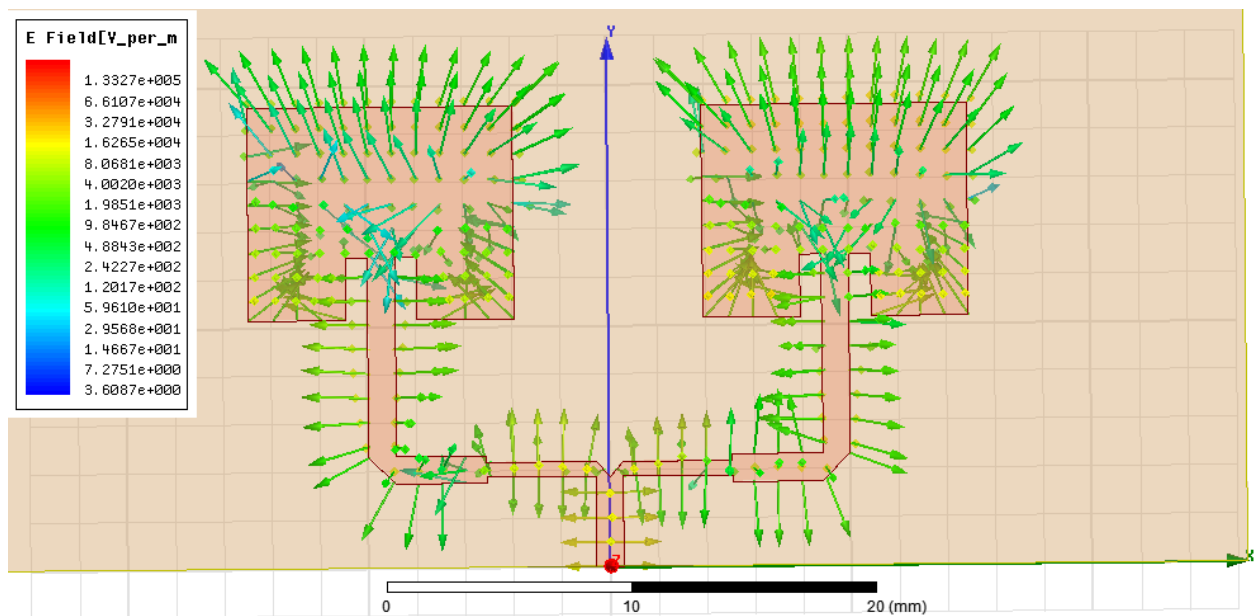 E Field[V_per_m
1.3327e+005
6.6107e+004
3.2791e+004
1.6265e+004
8.0681e+003
4.0020e+003
1.9851e+003
9.8467e+002
4.8843e+002
2.4227e+002
1.2017e+002
5.9610e+001
2.9568e+001
1.4667e+001
7.2751e+000
3.6087e+000
Y
Z
X
0 10 20 (mm)